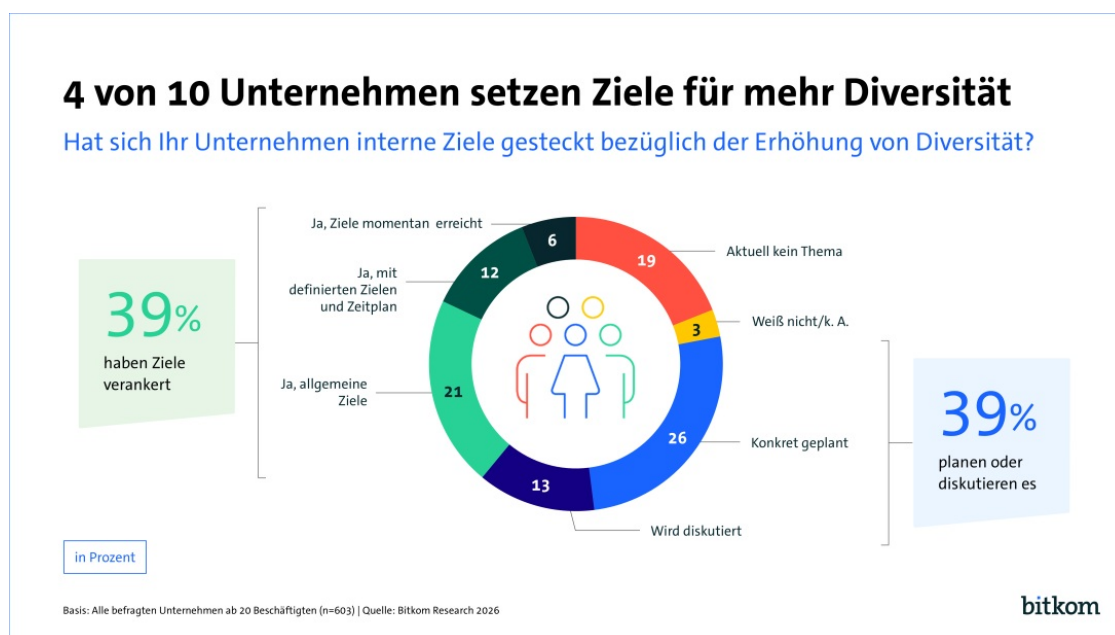 4 von 10 Unternehmen setzen Ziele für mehr Diversität
Hat sich Ihr Unternehmen interne Ziele gesteckt bezüglich der Erhöhung von Diversität?
39%
haben Ziele
verankert
Ja, Ziele momentan erreicht
Ja, mit
definierten Zielen
und Zeitplan
Ja, allgemeine
Ziele
6
12
21
13
19
3
26
Aktuell kein Thema
Weiß nicht/k. A.
Konkret geplant
Wird diskutiert
39%
planen oder
diskutieren es
in Prozent
Basis: Alle befragten Unternehmen ab 20 Beschäftigten (n=603) | Quelle: Bitkom Research 2026
bitkom